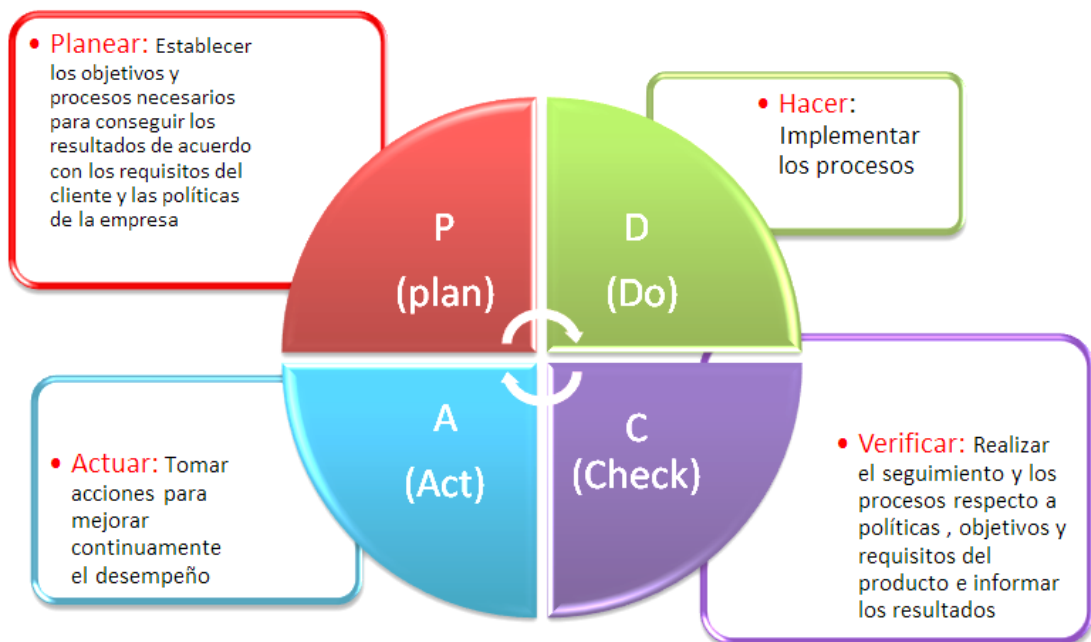 • Planear: Establecer
los objetivos y
procesos necesarios
para conseguir los
resultados de acuerdo
con los requisitos del
cliente y las políticas
de la empresa
• Hacer:
Implementar
los procesos
P
(plan)
D
(Do)
A
(Act)
C
(Check)
• Actuar: Tomar
acciones para
mejorar
continuamente
el desempeño
• Verificar: Realizar
el seguimiento y los
procesos respecto a
políticas , objetivos y
requisitos del
producto e informar
los resultados